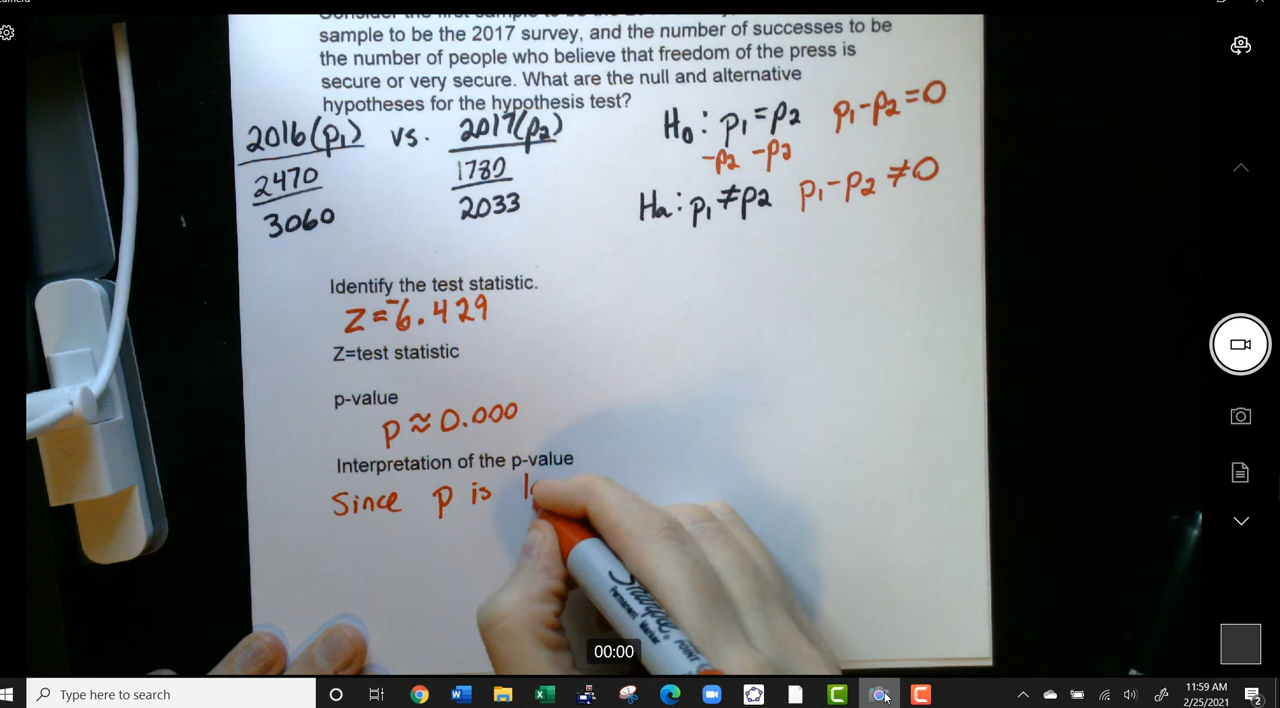 sample to be the 2017 survey, and the number of successes to be
the number of people who believe that freedom of the press is
secure or very secure. What are the null and alternative
hypotheses for the hypothesis test?
2016(p1) vs. 2017(p2)
2470
3060
1780
2033
H0: p1=p2 p1-p2=0
-p2 -p2
Ha: p1≠p2 p1-p2≠0
Identify the test statistic.
Z=-6.429
Z=test statistic
p-value
p≈0.000
Interpretation of the p-value
Since p is
Sharpie.
Permanent Marker
00:00
Type here to search
11:59 AM
2/25/2021
2